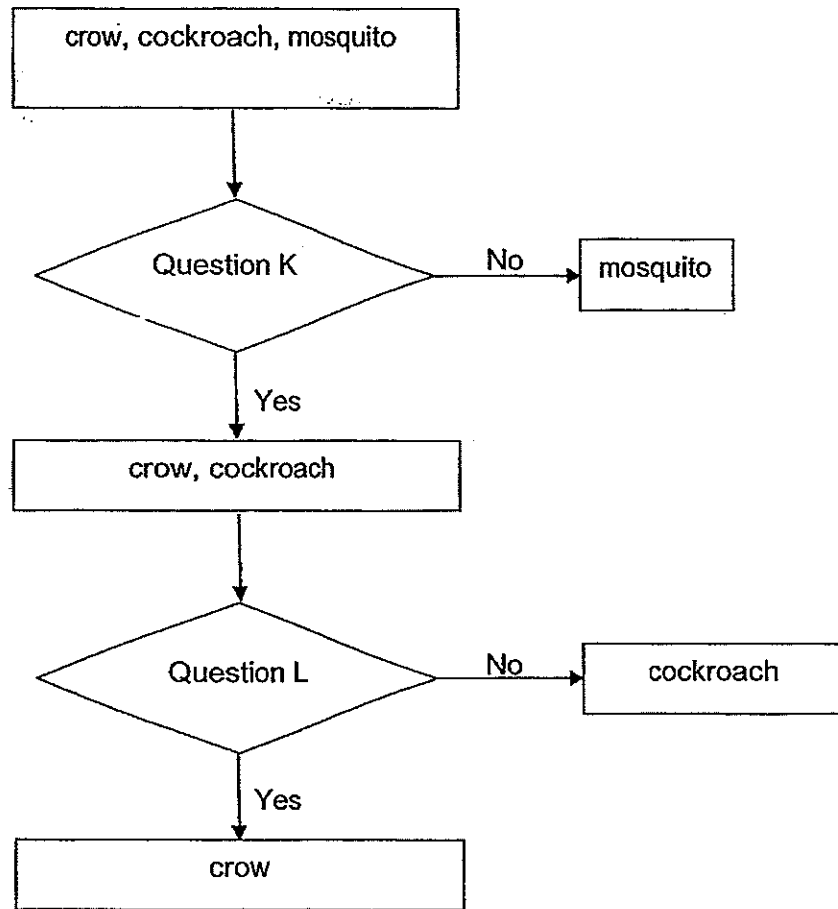 crow, cockroach, mosquito
Question K
No
mosquito
Yes
crow, cockroach
Question L
No
cockroach
Yes
crow